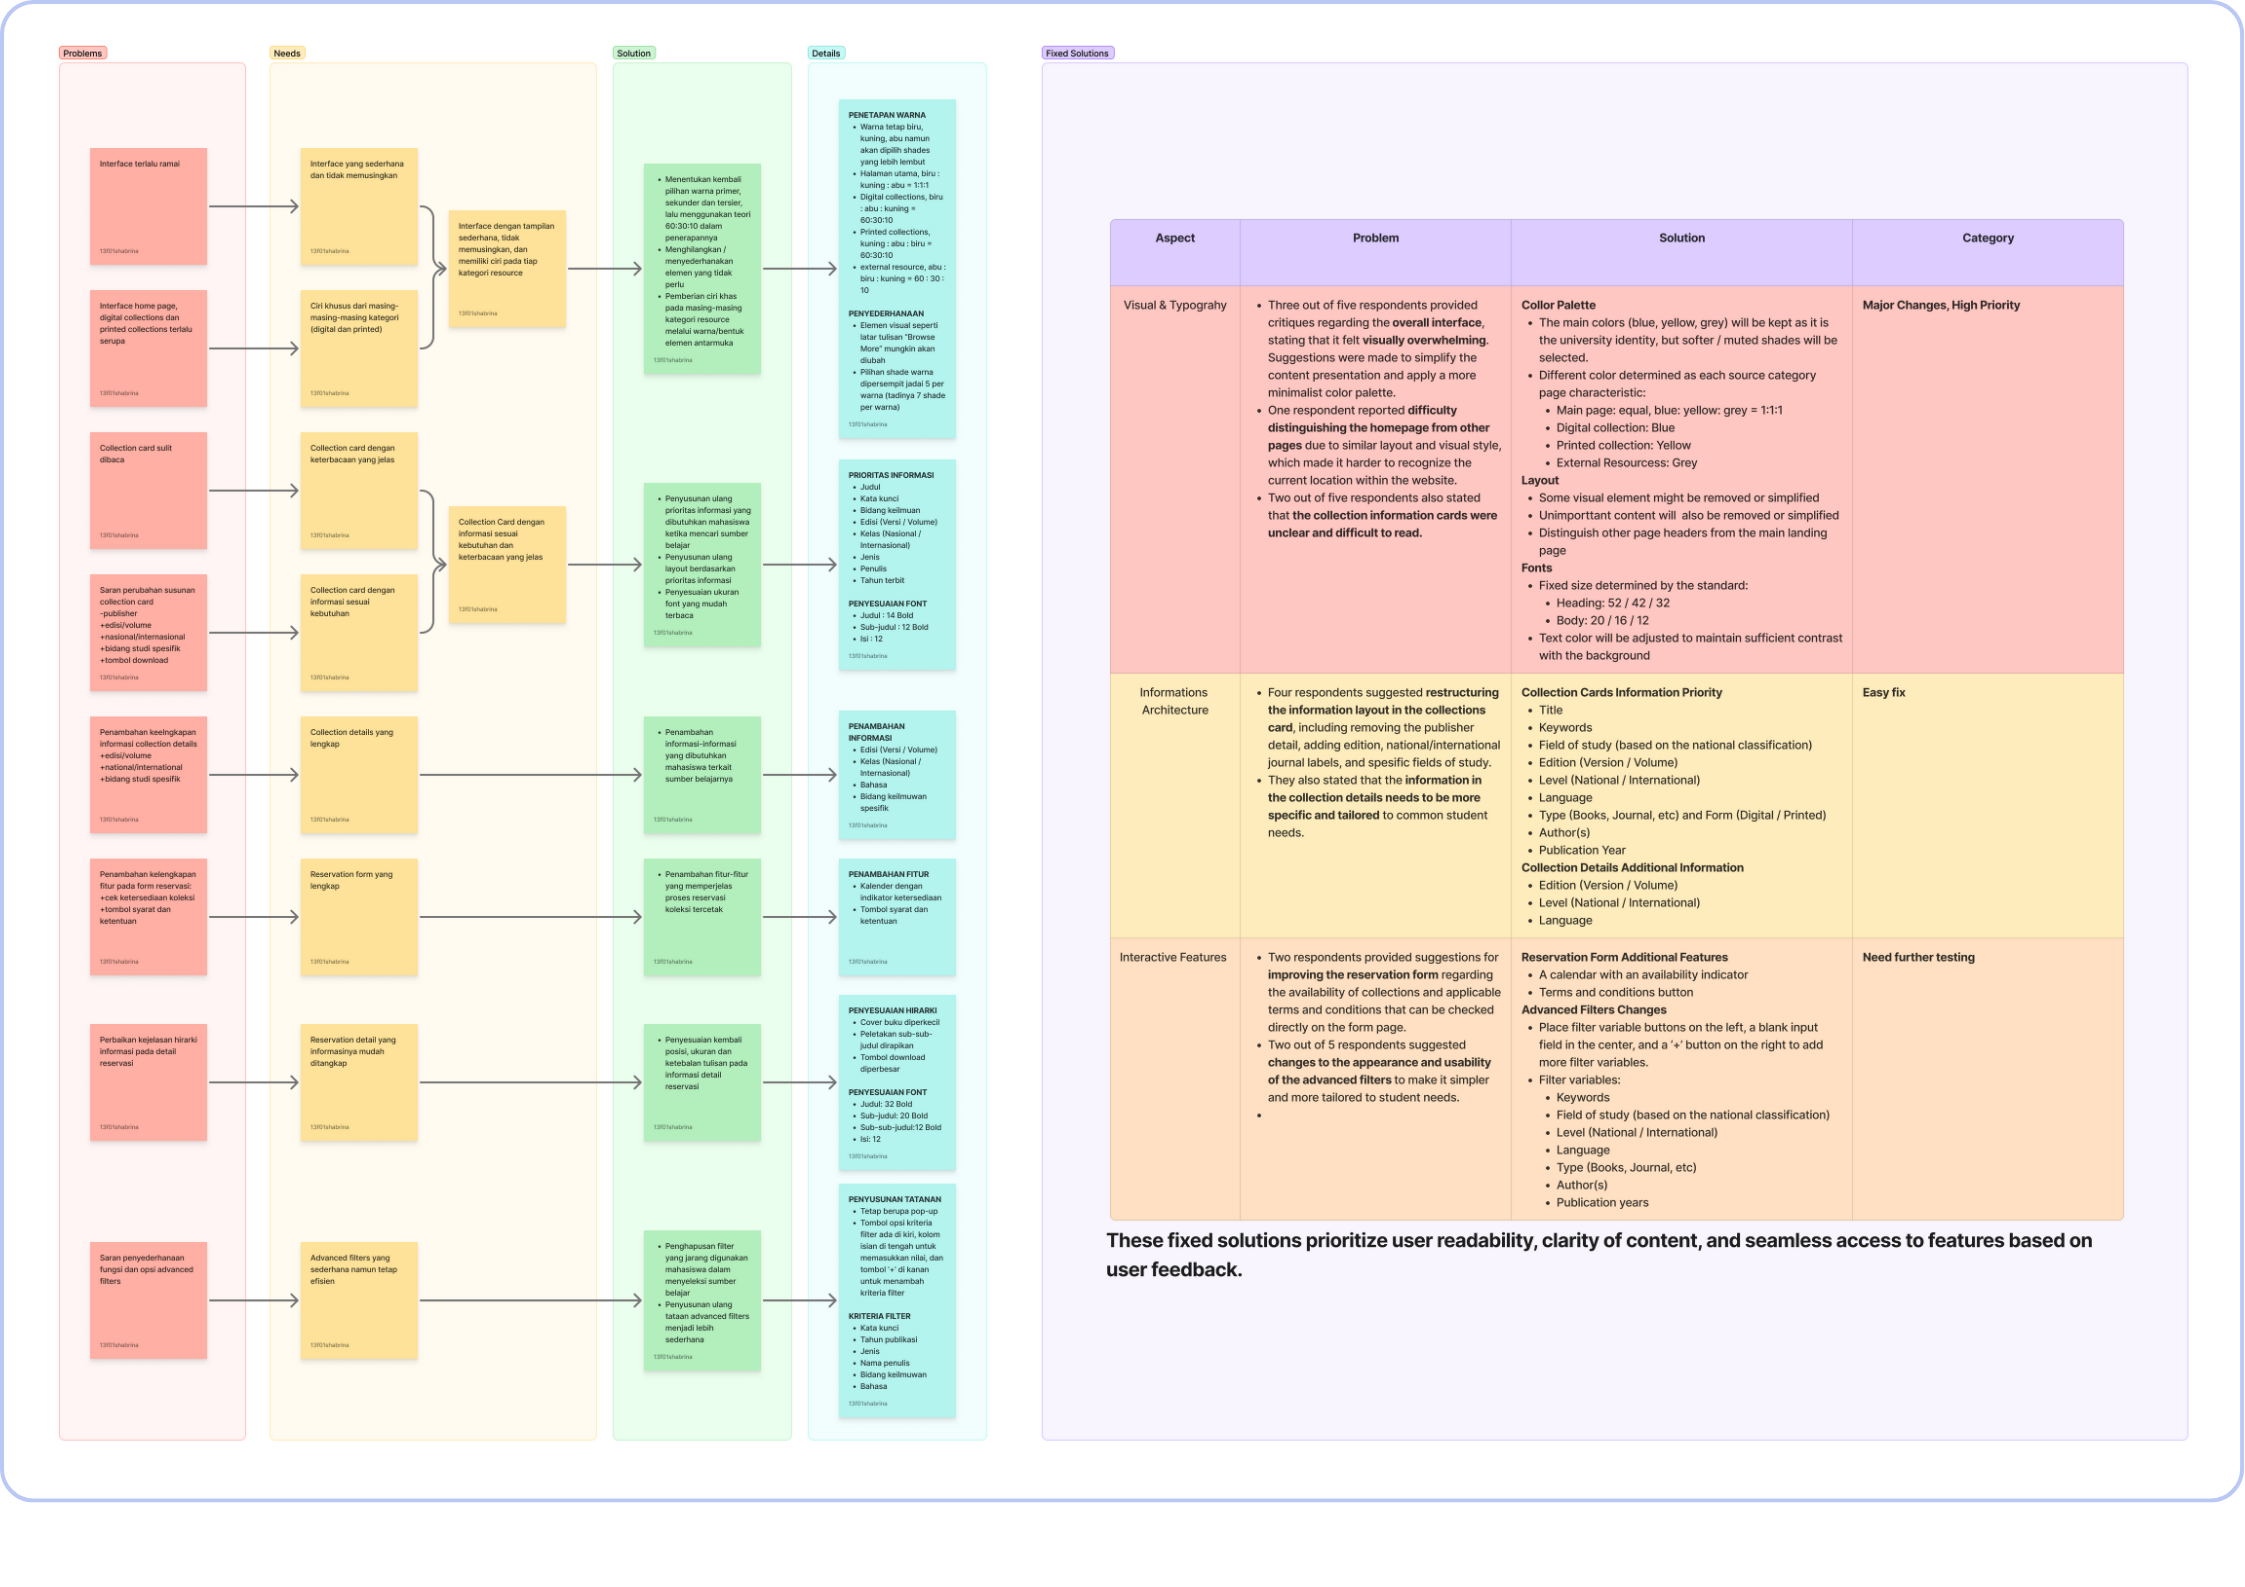 Problems
Interface terlalu ramai
13f01shabrina
Interface home page,
digital collections dan
printed collections terlalu
serupa
13f01shabrina
Collection card sulit
dibaca
13f01shabrina
Saran perubahan susunan
collection card
-publisher
+edisi/volume
+nasional/internasional
+bidang studi spesifik
+tombol download
13f01shabrina
Penambahan keelngkapan
informasi collection details
+edisi/volume
+national/international
+bidang studi spesifik
13f01shabrina
Penambahan kelengkapan
fitur pada form reservasi:
+cek ketersediaan koleksi
+tombol syarat dan
ketentuan
13f01shabrina
Perbaikan kejelasan hirarki
informasi pada detail
reservasi
13f01shabrina
Saran penyederhanaan
fungsi dan opsi advanced
filters
13f01shabrina
Needs
Interface yang sederhana
dan tidak memusingkan
13f01shabrina
Ciri khusus dari masing-
masing-masing kategori
(digital dan printed)
13f01shabrina
Interface dengan tampilan
sederhana, tidak
memusingkan, dan
memiliki ciri pada tiap
kategori resource
13f01shabrina
Collection card dengan
keterbacaan yang jelas
13f01shabrina
Collection card dengan
informasi sesuai
kebutuhan
13f01shabrina
Collection Card dengan
informasi sesuai
kebutuhan dan
keterbacaan yang jelas
13f01shabrina
Collection details yang
lengkap
13f01shabrina
Reservation form yang
lengkap
13f01shabrina
Reservation detail yang
informasinya mudah
ditangkap
13f01shabrina
Advanced filters yang
sederhana namun tetap
efisien
13f01shabrina
Solution
• Menentukan kembali
pilihan warna primer,
sekunder dan tersier,
lalu menggunakan teori
60:30:10 dalam
penerapannya
• Menghilangkan /
menyederhanakan
elemen yang tidak
perlu
• Pemberian ciri khas
pada masing-masing
kategori resource
melalui warna/bentuk
elemen antarmuka
13f01shabrina
• Penyusunan ulang
prioritas informasi yang
dibutuhkan mahasiswa
ketika mencari sumber
belajar
• Penyusunan ulang
layout berdasarkan
prioritas informasi
• Penyesuaian ukuran
font yang mudah
terbaca
13f01shabrina
• Penambahan
informasi-informasi
yang dibutuhkan
mahasiswa terkait
sumber belajarnya
13f01shabrina
• Penambahan fitur-fitur
yang memperjelas
proses reservasi
koleksi tercetak
13f01shabrina
• Penyesuaian kembali
posisi, ukuran dan
ketebalan tulisan pada
informasi detail
reservasi
13f01shabrina
• Penghapusan filter
yang jarang digunakan
mahasiswa dalam
menyeleksi sumber
belajar
• Penyusunan ulang
tataan advanced filters
menjadi lebih
sederhana
13f01shabrina
Details
PENETAPAN WARNA
• Warna tetap biru,
kuning, abu namun
akan dipilih shades
yang lebih lembut
• Halaman utama, biru :
kuning : abu = 1:1:1
• Digital collections, biru
: abu : kuning =
60:30:10
• Printed collections,
kuning : abu : biru =
60:30:10
• external resource, abu :
biru : kuning = 60 : 30 :
10
PENYEDERHANAAN
• Elemen visual seperti
latar tulisan "Browse
More" mungkin akan
diubah
• Pilihan shade warna
dipersempit jadai 5 per
warna (tadinya 7 shade
per warna)
13f01shabrina
PRIORITAS INFORMASI
• Judul
• Kata kunci
• Bidang keilmuan
• Edisi (Versi / Volume)
• Kelas (Nasional /
Internasional)
• Jenis
• Penulis
• Tahun terbit
PENYESUAIAN FONT
• Judul : 14 Bold
• Sub-judul : 12 Bold
• Isi : 12
13f01shabrina
PENAMBAHAN
INFORMASI
• Edisi (Versi / Volume)
• Kelas (Nasional /
Internasional)
• Bahasa
• Bidang keilmuwan
spesifik
13f01shabrina
PENAMBAHAN FITUR
• Kalender dengan
indikator ketersediaan
• Tombol syarat dan
ketentuan
13f01shabrina
PENYESUAIAN HIRARKI
• Cover buku diperkecil
• Peletakan sub-sub-
judul dirapikan
• Tombol download
diperbesar
PENYESUAIAN FONT
• Judul: 32 Bold
• Sub-judul: 20 Bold
• Sub-sub-judul:12 Bold
• Isi: 12
13f01shabrina
PENYUSUNAN TATANAN
• Tetap berupa pop-up
• Tombol opsi kriteria
filter ada di kiri, kolom
isian di tengah untuk
memasukkan nilai, dan
tombol '+' di kanan
untuk menambah
kriteria filter
KRITERIA FILTER
• Kata kunci
• Tahun publikasi
• Jenis
• Nama penulis
• Bidang keilmuwan
• Bahasa
13f01shabrina
Fixed Solutions
Aspect
Problem
Solution
Category
Visual & Typograhy
• Three out of five respondents provided
critiques regarding the overall interface,
stating that it felt visually overwhelming.
Suggestions were made to simplify the
content presentation and apply a more
minimalist color palette.
• One respondent reported difficulty
distinguishing the homepage from other
pages due to similar layout and visual style,
which made it harder to recognize the
current location within the website.
• Two out of five respondents also stated
that the collection information cards were
unclear and difficult to read.
Collor Palette
• The main colors (blue, yellow, grey) will be kept as it is
the university identity, but softer / muted shades will be
selected.
• Different color determined as each source category
page characteristic:
• Main page: equal, blue: yellow: grey = 1:1:1
• Digital collection: Blue
• Printed collection: Yellow
• External Resourcess: Grey
Layout
• Some visual element might be removed or simplified
• Unimporttant content will also be removed or simplified
• Distinguish other page headers from the main landing
page
Fonts
• Fixed size determined by the standard:
• Heading: 52 / 42 / 32
• Body: 20 / 16 / 12
• Text color will be adjusted to maintain sufficient contrast
with the background
Major Changes, High Priority
Informations
Architecture
• Four respondents suggested restructuring
the information layout in the collections
card, including removing the publisher
detail, adding edition, national/international
journal labels, and spesific fields of study.
• They also stated that the information in
the collection details needs to be more
specific and tailored to common student
needs.
Collection Cards Information Priority
• Title
• Keywords
• Field of study (based on the national classification)
• Edition (Version / Volume)
• Level (National / International)
• Language
• Type (Books, Journal, etc) and Form (Digital / Printed)
• Author(s)
• Publication Year
Collection Details Additional Information
• Edition (Version / Volume)
• Level (National / International)
• Language
Easy fix
Interactive Features
• Two respondents provided suggestions for
improving the reservation form regarding
the availability of collections and applicable
terms and conditions that can be checked
directly on the form page.
• Two out of 5 respondents suggested
changes to the appearance and usability
of the advanced filters to make it simpler
and more tailored to student needs.
•
Reservation Form Additional Features
• A calendar with an availability indicator
• Terms and conditions button
Advanced Filters Changes
• Place filter variable buttons on the left, a blank input
field in the center, and a '+' button on the right to add
more filter variables.
• Filter variables:
• Keywords
• Field of study (based on the national classification)
• Level (National / International)
• Language
• Type (Books, Journal, etc)
• Author(s)
• Publication years
Need further testing
These fixed solutions prioritize user readability, clarity of content, and seamless access to features based on
user feedback.